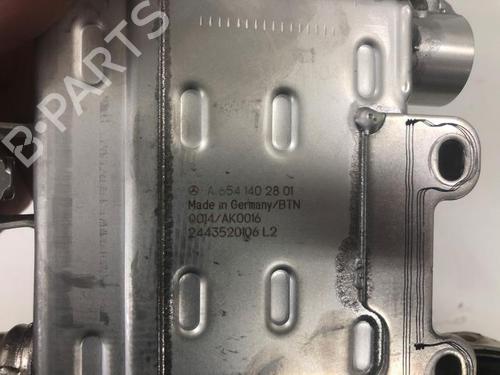 B-PARTS
A 654 140 28 01
Made in Germany/BTN
0014/AK0016
2443520106 L2